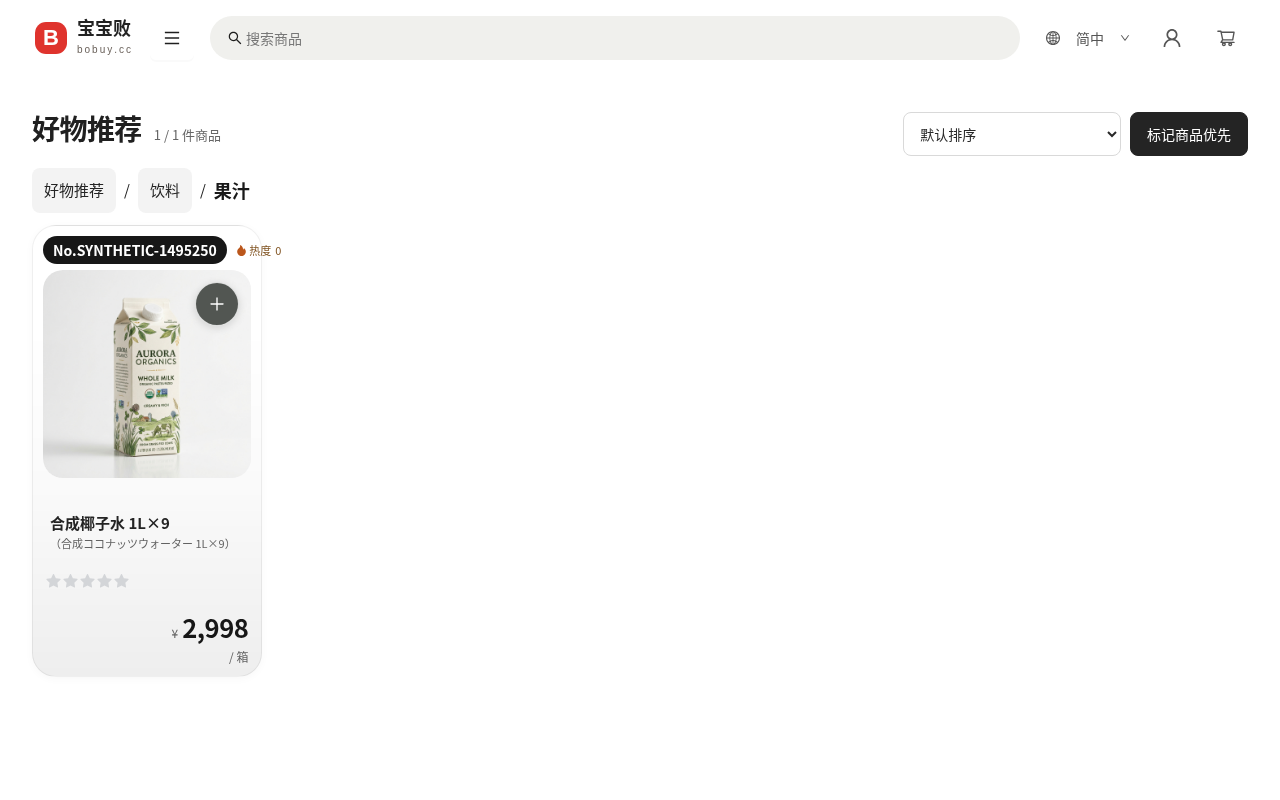 B 宝宝败
bobuy.cc
搜索商品
简中
好物推荐 1 / 1 件商品
默认排序
标记商品优先
好物推荐 / 饮料 / 果汁
No.SYNTHETIC-1495250 热度 0
AURORA
ORGANICS
WHOLE MILK
CREAMY & RICH
合成椰子水 1L×9
（合成ココナッツウォーター 1L×9）
¥ 2,998
/ 箱